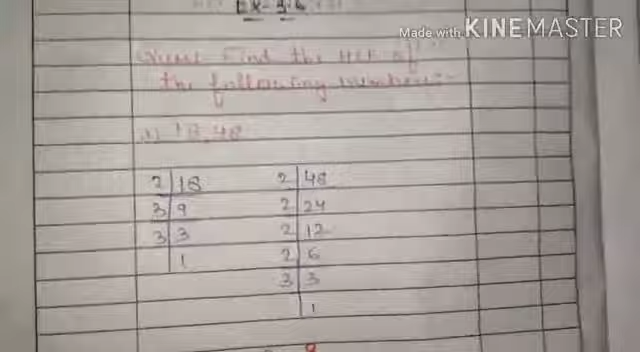 Ex-3.6
Made with KINEMASTER
Ques1 Find the HCF of
the following numbers:-
a) 18, 48
2 | 18
3 | 9
3 | 3
1
2 | 48
2 | 24
2 | 12
2 | 6
3 | 3
1